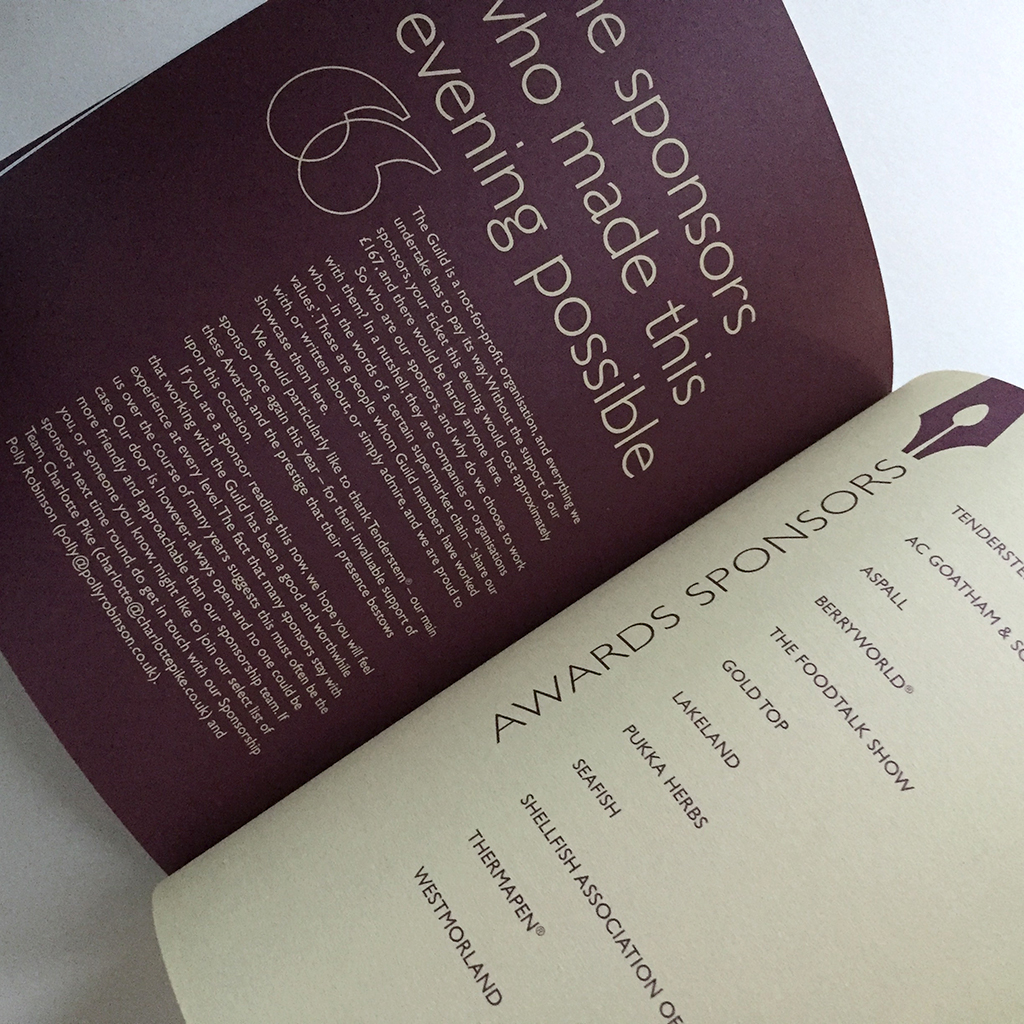 he sponsors
who made this
evening possible
The Guild is a not-for-profit organisation, and everything we
undertake has to pay its way. Without the support of our
sponsors, your ticket this evening would cost approximately
£167, and there would be hardly anyone here.
So who are our sponsors and why do we choose to work
with them? In a nutshell, they are companies or organisations
who – in the words of a certain supermarket chain – 'share our
values'. These are people whom Guild members have worked
with, or written about, or simply admire, and we are proud to
showcase them here.
We would particularly like to thank Tenderstem® – our main
sponsor once again this year – for their invaluable support of
these Awards, and the prestige that their presence bestows
upon this occasion.
If you are a sponsor reading this now, we hope you will feel
that working with the Guild has been a good and worthwhile
experience at every level. The fact that many sponsors stay with
us over the course of many years suggests this must often be the
case. Our door is, however, always open, and no one could be
more friendly and approachable than our sponsorship team. If
you, or someone you know, might like to join our select list of
sponsors next time round, do get in touch with our Sponsorship
Team, Charlotte Pike (charlotte@charlottepike.co.uk) and
Polly Robinson (polly@pollyrobinson.co.uk).
AWARDS SPONSORS
TENDERSTE
AC GOATHAM & SO
ASPALL
BERRYWORLD®
THE FOODTALK SHOW
GOLD TOP
LAKELAND
PUKKA HERBS
SEAFISH
SHELLFISH ASSOCIATION OF
THERMAPEN®
WESTMORLAND